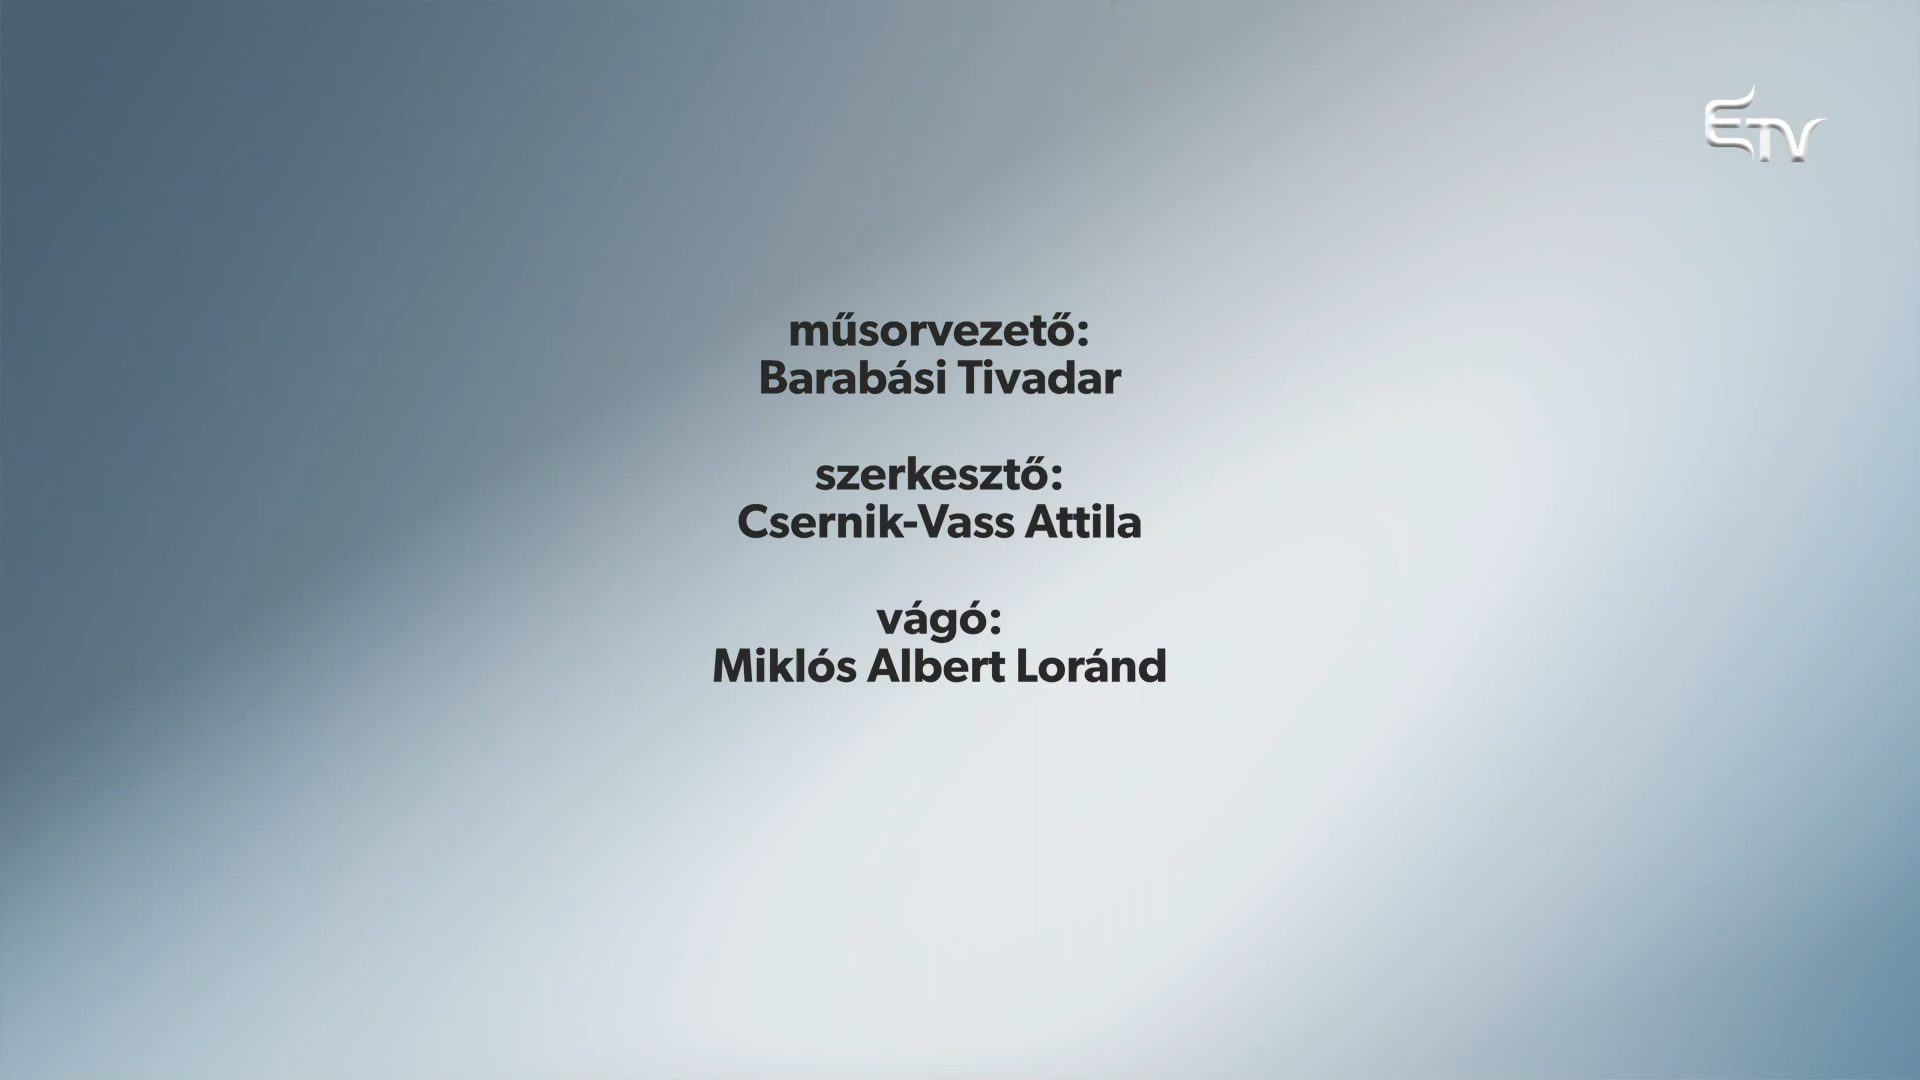 ETV
műsorvezető:
Barabási Tivadar
szerkesztő:
Csernik-Vass Attila
vágó:
Miklós Albert Loránd